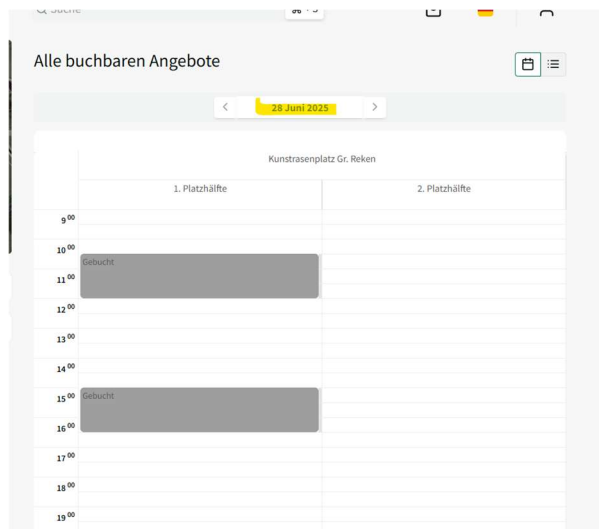 Suche
Alle buchbaren Angebote
28 Juni 2025
Kunstrasenplatz Gr. Reken
1. Platzhälfte 2. Platzhälfte
9 00
10 00
Gebucht
11 00
12 00
13 00
14 00
15 00 Gebucht
16 00
17 00
18 00
19 00